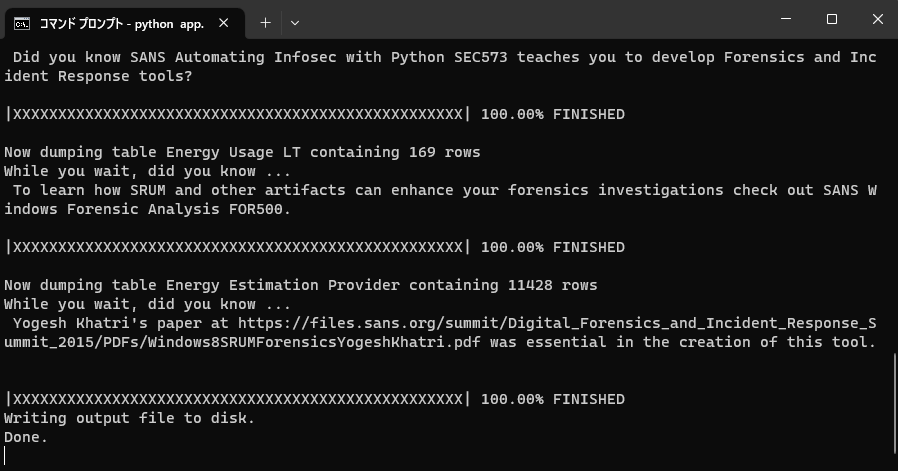 コマンド プロンプト - python  app.
Did you know SANS Automating Infosec with Python SEC573 teaches you to develop Forensics and Inc
ident Response tools?
|XXXXXXXXXXXXXXXXXXXXXXXXXXXXXXXXXXXXXXXXXXXXXXXXXX| 100.00% FINISHED
Now dumping table Energy Usage LT containing 169 rows
While you wait, did you know ...
To learn how SRUM and other artifacts can enhance your forensics investigations check out SANS W
indows Forensic Analysis FOR500.
|XXXXXXXXXXXXXXXXXXXXXXXXXXXXXXXXXXXXXXXXXXXXXXXXXX| 100.00% FINISHED
Now dumping table Energy Estimation Provider containing 11428 rows
While you wait, did you know ...
Yogesh Khatri's paper at https://files.sans.org/summit/Digital_Forensics_and_Incident_Response_S
ummit_2015/PDFs/Windows8SRUMForensicsYogeshKhatri.pdf was essential in the creation of this tool.
|XXXXXXXXXXXXXXXXXXXXXXXXXXXXXXXXXXXXXXXXXXXXXXXXXX| 100.00% FINISHED
Writing output file to disk.
Done.